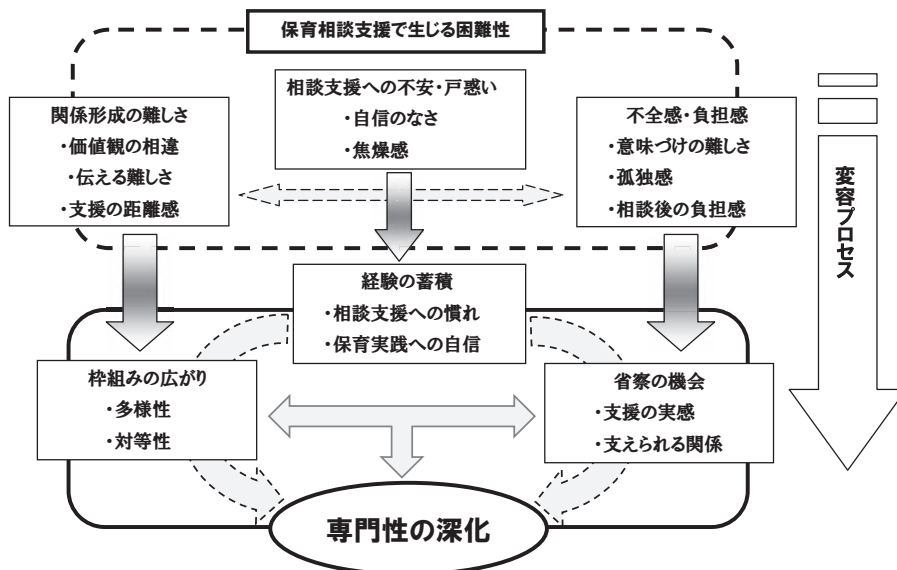 保育相談支援で生じる困難性
相談支援への不安・戸惑い
・自信のなさ
・焦燥感
関係形成の難しさ
・価値観の相違
・伝える難しさ
・支援の距離感
不全感・負担感
・意味づけの難しさ
・孤独感
・相談後の負担感
変容プロセス
経験の蓄積
・相談支援への慣れ
・保育実践への自信
枠組みの広がり
・多様性
・対等性
省察の機会
・支援の実感
・支えられる関係
専門性の深化